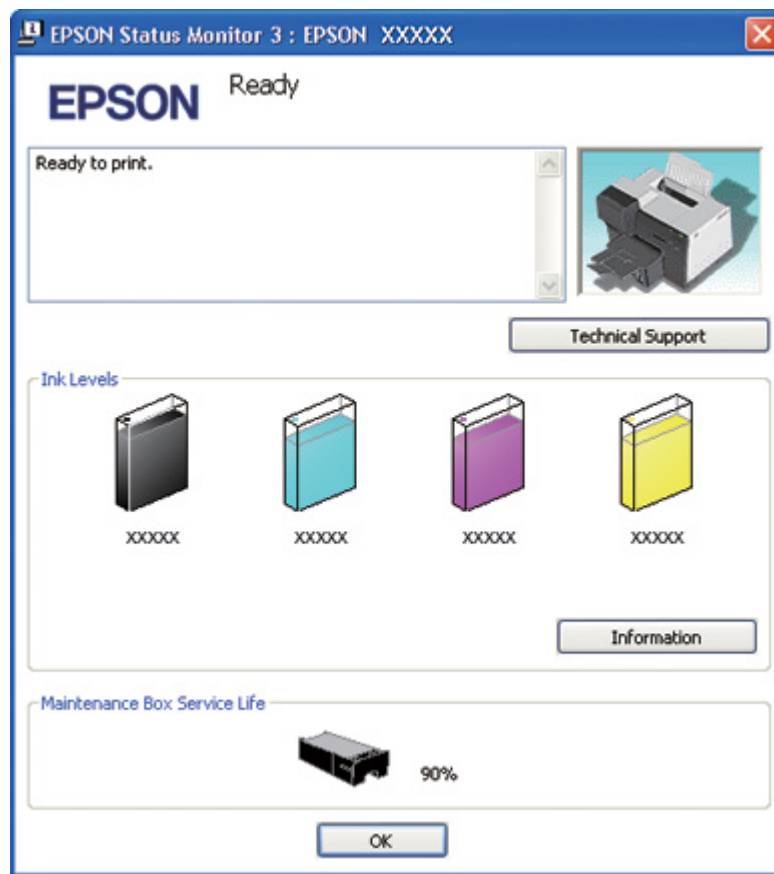 EPSON Status Monitor 3 : EPSON XXXXX
EPSON
Ready
Ready to print.
Technical Support
Ink Levels
XXXXX XXXXX XXXXX XXXXX
Information
Maintenance Box Service Life
90%
OK